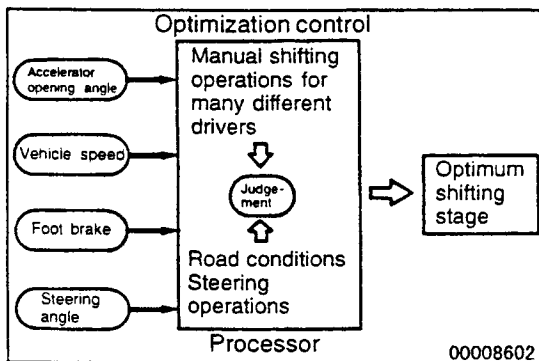 Optimization control
Accelerator
opening angle
Vehicle speed
Foot brake
Steering
angle
Manual shifting
operations for
many different
drivers
Judge-
ment
Road conditions
Steering
operations
Processor
Optimum
shifting
stage
00008602